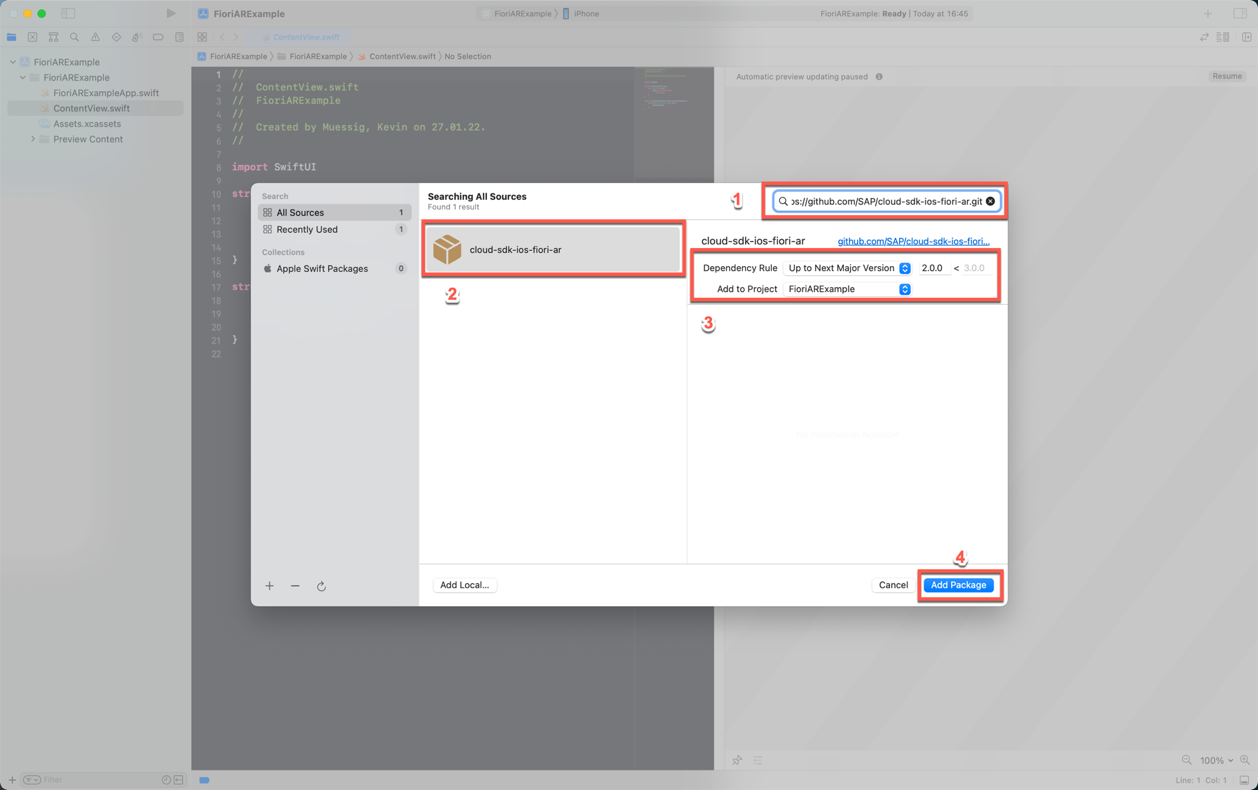 FioriARExample
FioriARExample 〉 iPhone
FioriARExample: Ready | Today at 16:45
ContentView.swift
FioriARExample 〉 FioriARExample 〉 ContentView.swift 〉 No Selection
FioriARExample
FioriARExample
FioriARExampleApp.swift
ContentView.swift
Assets.xcassets
Preview Content
1 //
2 // ContentView.swift
3 // FioriARExample
4 //
5 // Created by Muessig, Kevin on 27.01.22.
6 //
7
8 import SwiftUI
9
10 str
11
12
13
14
15 }
16
17 str
18
19
20
21 }
22
Automatic preview updating paused
Resume
Search
All Sources 1
Recently Used 1
Collections
Apple Swift Packages 0
Searching All Sources
Found 1 result
1
ps://github.com/SAP/cloud-sdk-ios-fiori-ar.git
cloud-sdk-ios-fiori-ar
2
cloud-sdk-ios-fiori-ar
github.com/SAP/cloud-sdk-ios-fiori...
Dependency Rule Up to Next Major Version 2.0.0 < 3.0.0
Add to Project FioriARExample
3
4
Add Local...
Cancel
Add Package
Filter
100%
Line: 1 Col: 1